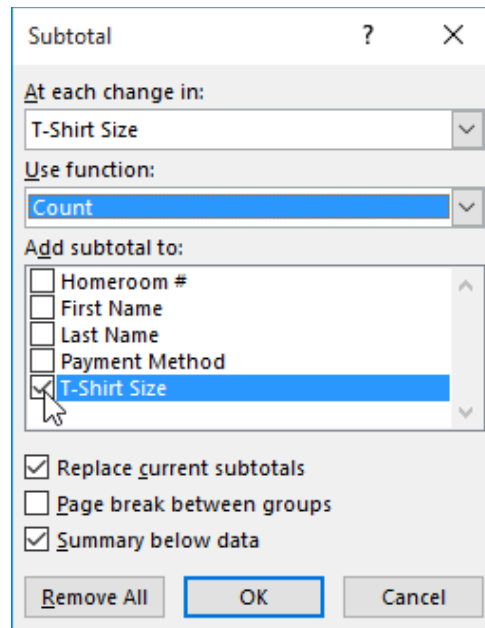 Subtotal ?
At each change in:
T-Shirt Size
Use function:
Count
Add subtotal to:
Homeroom #
First Name
Last Name
Payment Method
T-Shirt Size
Replace current subtotals
Page break between groups
Summary below data
Remove All OK Cancel